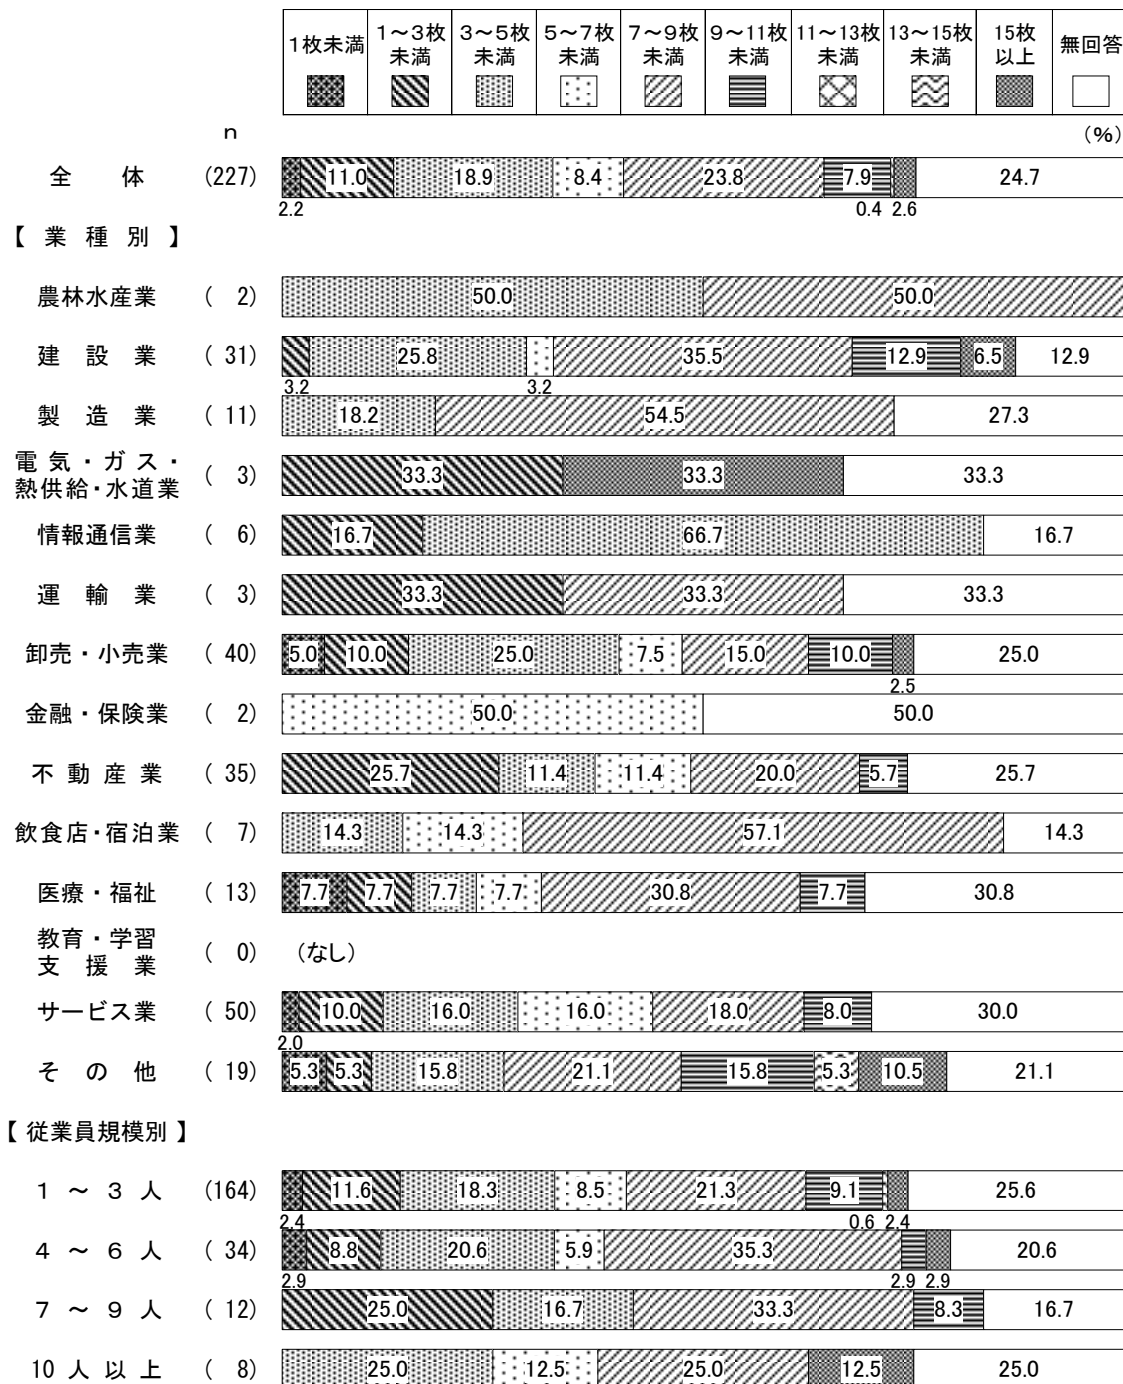 1枚未満 1～3枚未満 3～5枚未満 5～7枚未満 7～9枚未満 9～11枚未満 11～13枚未満 13～15枚未満 15枚以上 無回答
n (%)
全体 (227) 11.0 18.9 8.4 23.8 7.9 24.7
2.2 0.4 2.6
【業種別】
農林水産業 ( 2) 50.0 50.0
建設業 ( 31) 25.8 35.5 12.9 6.5 12.9
3.2 3.2
製造業 ( 11) 18.2 54.5 27.3
電気・ガス・
熱供給・水道業 ( 3) 33.3 33.3 33.3
情報通信業 ( 6) 16.7 66.7 16.7
運輸業 ( 3) 33.3 33.3 33.3
卸売・小売業 ( 40) 5.0 10.0 25.0 7.5 15.0 10.0 25.0
2.5
金融・保険業 ( 2) 50.0 50.0
不動産業 ( 35) 25.7 11.4 11.4 20.0 5.7 25.7
飲食店・宿泊業 ( 7) 14.3 14.3 57.1 14.3
医療・福祉 ( 13) 7.7 7.7 7.7 7.7 30.8 7.7 30.8
教育・学習
支援業 ( 0) (なし)
サービス業 ( 50) 10.0 16.0 16.0 18.0 8.0 30.0
2.0
その他 ( 19) 5.3 5.3 15.8 21.1 15.8 5.3 10.5 21.1
【従業員規模別】
1～3人 (164) 11.6 18.3 8.5 21.3 9.1 25.6
2.4 0.6 2.4
4～6人 ( 34) 8.8 20.6 5.9 35.3 20.6
2.9 2.9 2.9
7～9人 ( 12) 25.0 16.7 33.3 8.3 16.7
10人以上 ( 8) 25.0 12.5 25.0 12.5 25.0